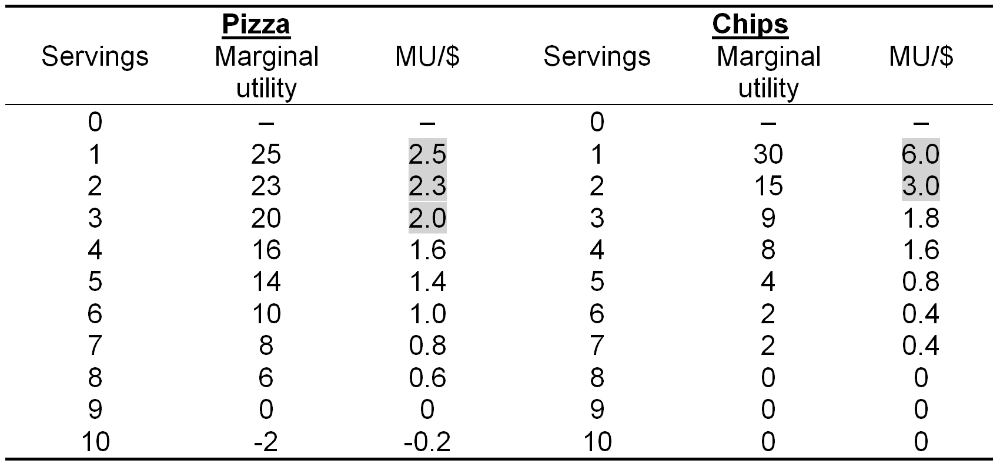 Pizza Chips
Servings Marginal utility MU/$ Servings Marginal utility MU/$
0 – – 0 – –
1 25 2.5 1 30 6.0
2 23 2.3 2 15 3.0
3 20 2.0 3 9 1.8
4 16 1.6 4 8 1.6
5 14 1.4 5 4 0.8
6 10 1.0 6 2 0.4
7 8 0.8 7 2 0.4
8 6 0.6 8 0 0
9 0 0 9 0 0
10 -2 -0.2 10 0 0